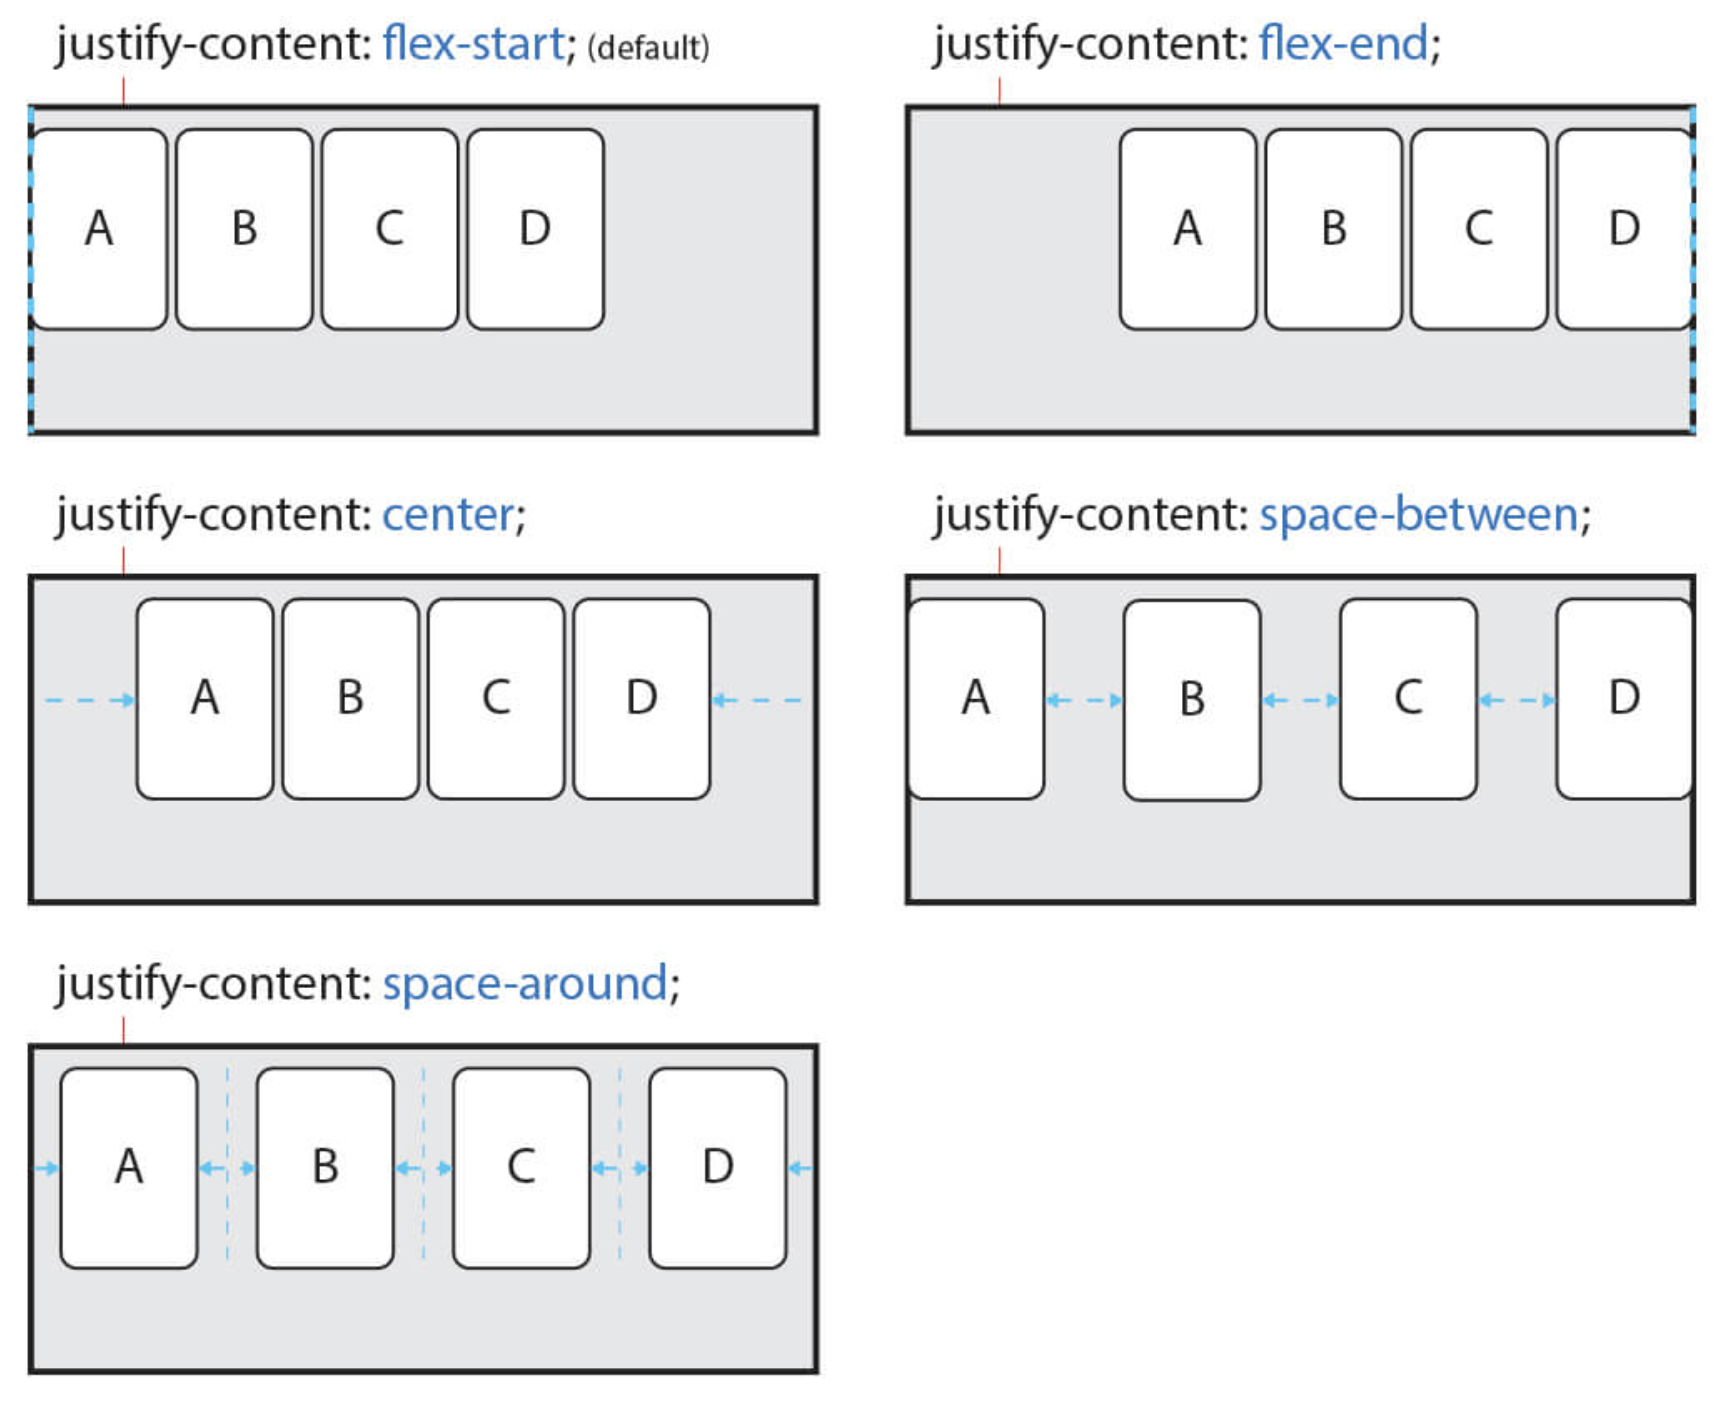 justify-content: flex-start; (default)
A B C D
justify-content: flex-end;
A B C D
justify-content: center;
A B C D
justify-content: space-between;
A B C D
justify-content: space-around;
A B C D